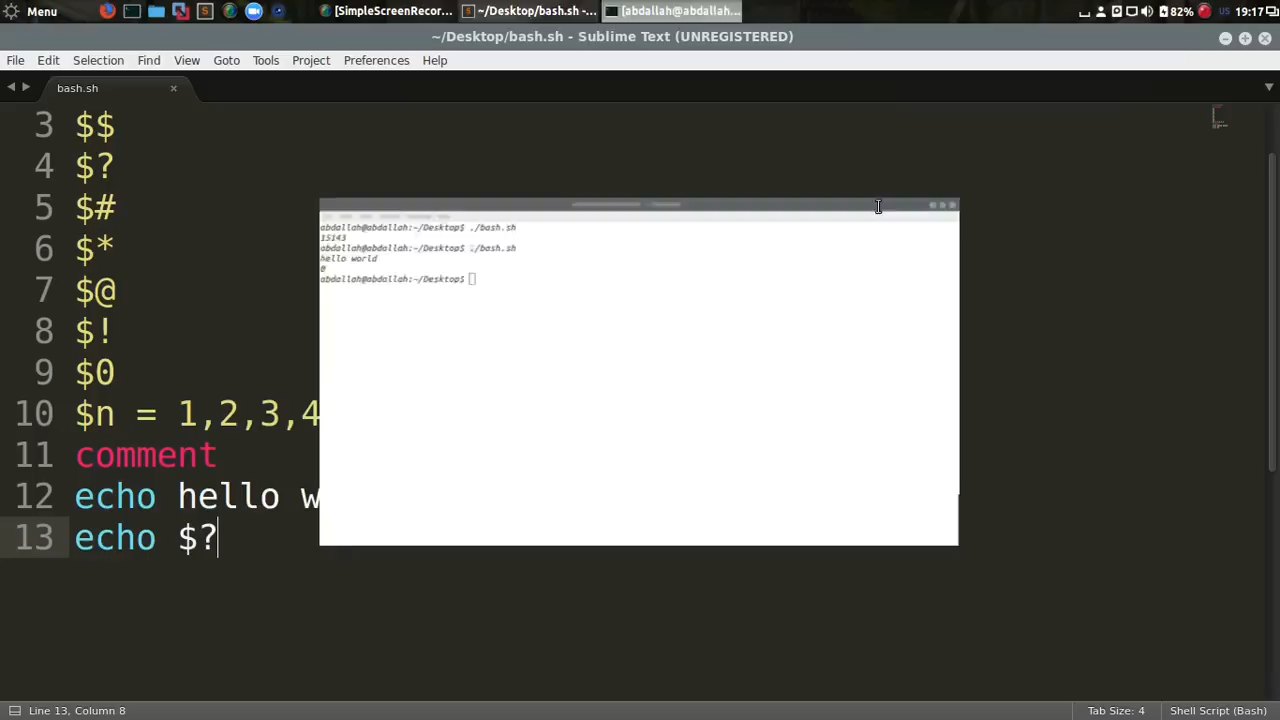 Menu
[SimpleScreenRecor...
~/Desktop/bash.sh -...
[abdallah@abdallah...
82%
US
19:17
~/Desktop/bash.sh - Sublime Text (UNREGISTERED)
File Edit Selection Find View Goto Tools Project Preferences Help
bash.sh
3 $$
4 $?
5 $#
6 $*
7 $@
8 $!
9 $0
10 $n = 1,2,3,4
11 comment
12 echo hello w
13 echo $?
abdallah@abdallah:~/Desktop$ ./bash.sh
15143
abdallah@abdallah:~/Desktop$ ./bash.sh
hello world
0
abdallah@abdallah:~/Desktop$
Line 13, Column 8
Tab Size: 4
Shell Script (Bash)